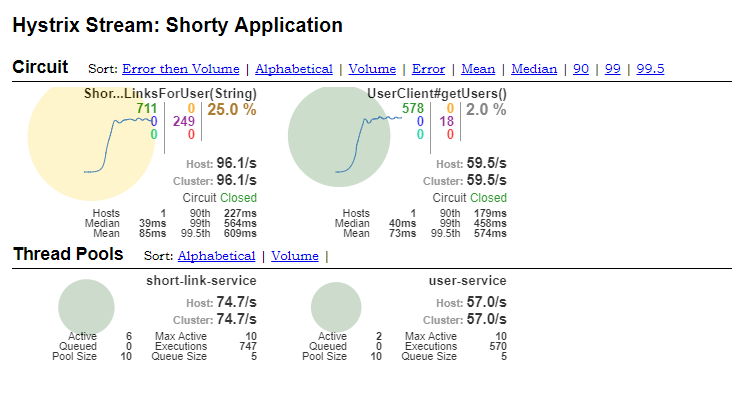 Hystrix Stream: Shorty Application
Circuit Sort: Error then Volume | Alphabetical | Volume | Error | Mean | Median | 90 | 99 | 99.5
Shor...LinksForUser(String) UserClient#getUsers()
711 0 25.0 % 578 0 2.0 %
0 249 0 18
0 0 0 0
Host: 96.1/s Host: 59.5/s
Cluster: 96.1/s Cluster: 59.5/s
Circuit Closed Circuit Closed
Hosts 1 90th 227ms Hosts 1 90th 179ms
Median 39ms 99th 564ms Median 40ms 99th 458ms
Mean 85ms 99.5th 609ms Mean 73ms 99.5th 574ms
Thread Pools Sort: Alphabetical | Volume |
short-link-service user-service
Host: 74.7/s Host: 57.0/s
Cluster: 74.7/s Cluster: 57.0/s
Active 6 Max Active 10 Active 2 Max Active 10
Queued 0 Executions 747 Queued 0 Executions 570
Pool Size 10 Queue Size 5 Pool Size 10 Queue Size 5